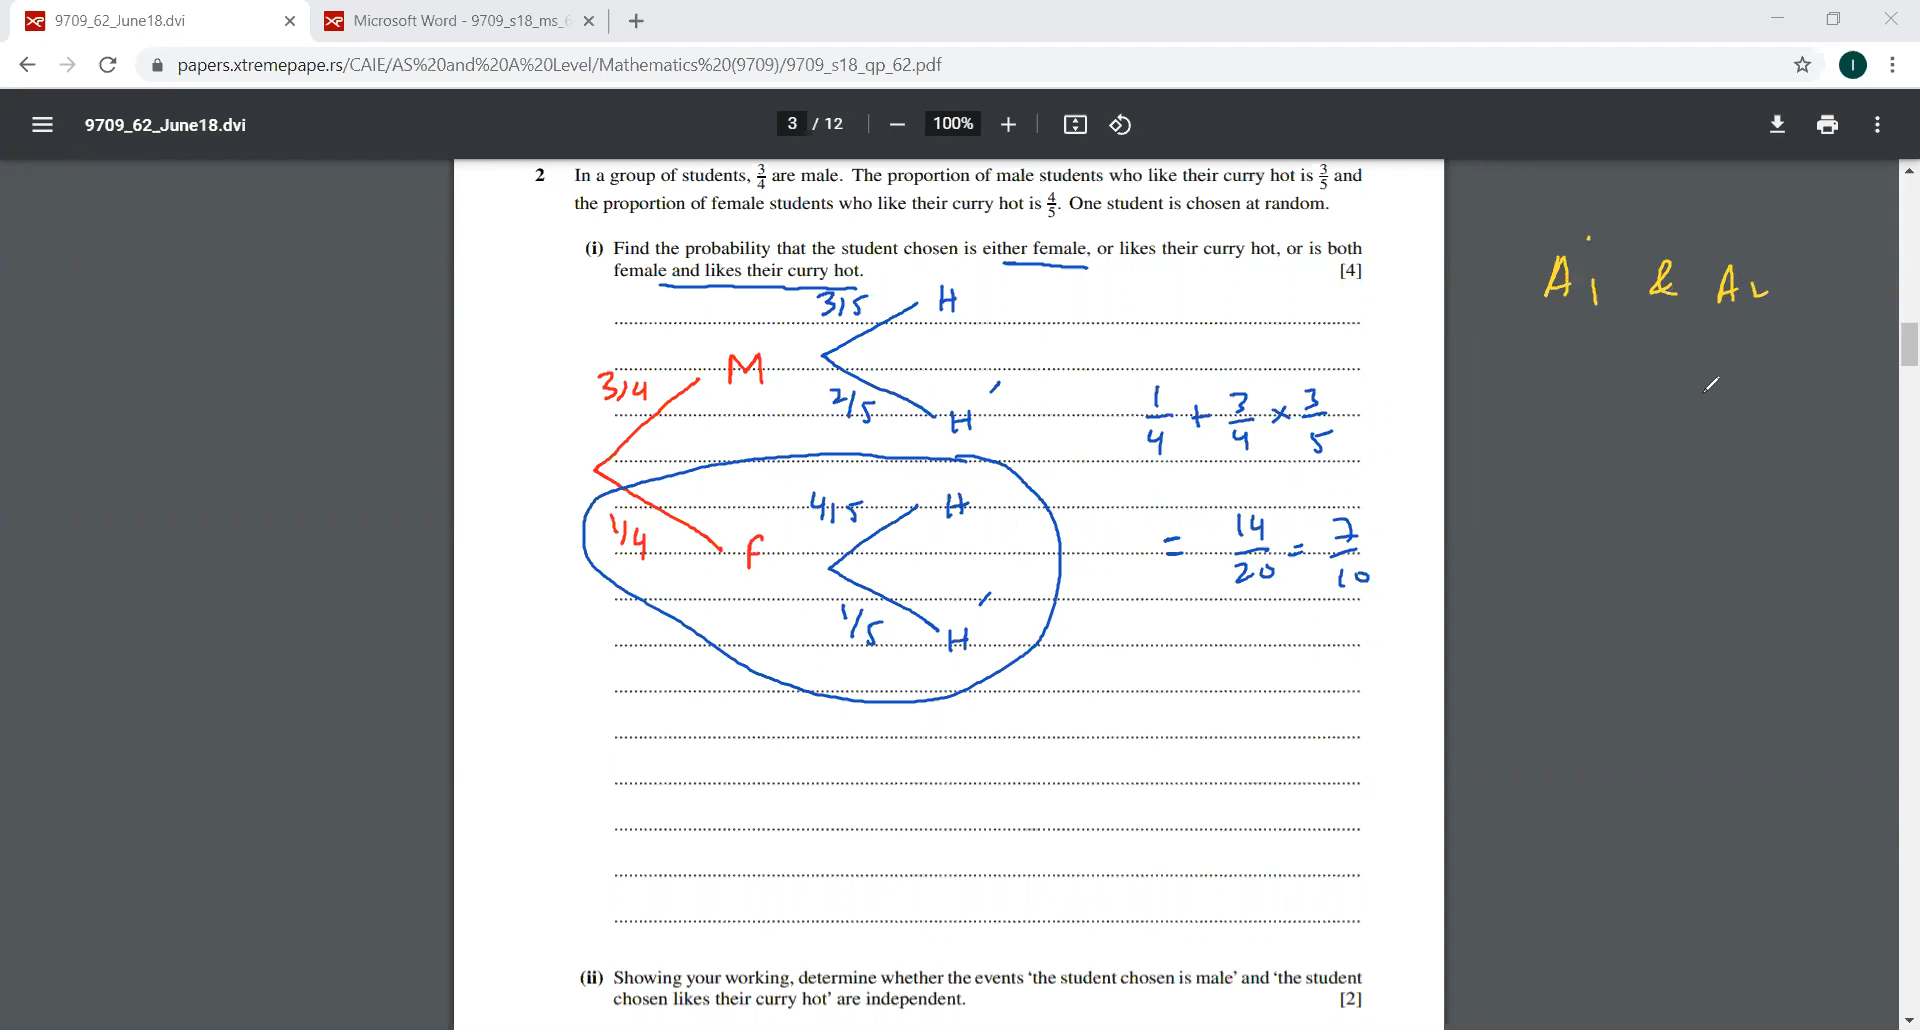 9709_62_June18.dvi
Microsoft Word - 9709_s18_ms_6
papers.xtremepape.rs/CAIE/AS%20and%20A%20Level/Mathematics%20(9709)/9709_s18_qp_62.pdf
I
9709_62_June18.dvi
3 / 12
100%
2 In a group of students, 3/4 are male. The proportion of male students who like their curry hot is 3/5 and
the proportion of female students who like their curry hot is 4/5. One student is chosen at random.
(i) Find the probability that the student chosen is either female, or likes their curry hot, or is both
female and likes their curry hot. [4]
A1 & A2
3/5 H
3/4 M
2/5 H'
1/4 + 3/4 × 3/5
4/5 H
1/4 F
= 14/20 = 7/10
1/5 H'
(ii) Showing your working, determine whether the events ‘the student chosen is male’ and ‘the student
chosen likes their curry hot’ are independent. [2]